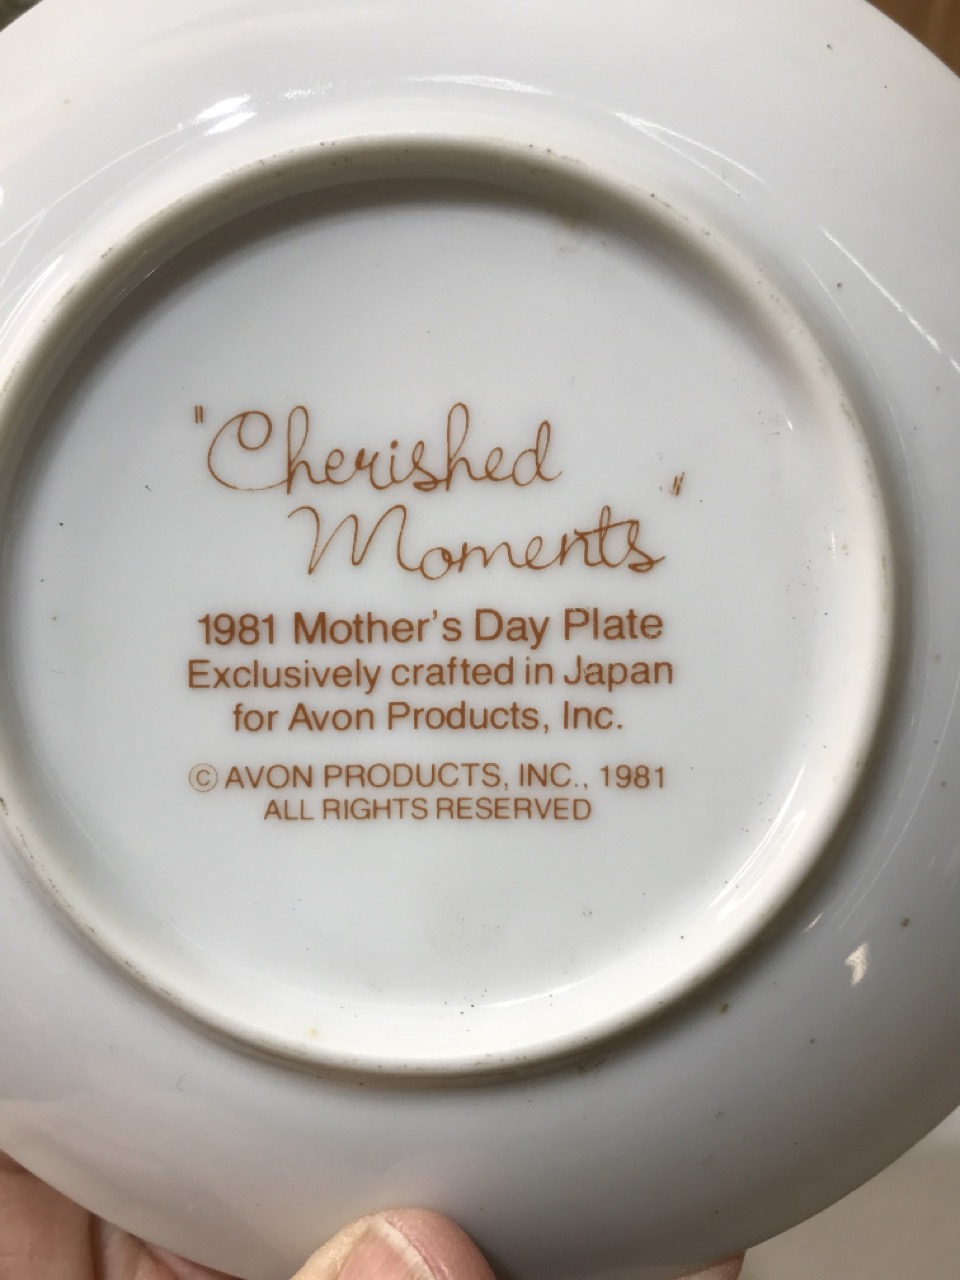 "Cherished
Moments"
1981 Mother's Day Plate
Exclusively crafted in Japan
for Avon Products, Inc.
© AVON PRODUCTS, INC., 1981
ALL RIGHTS RESERVED